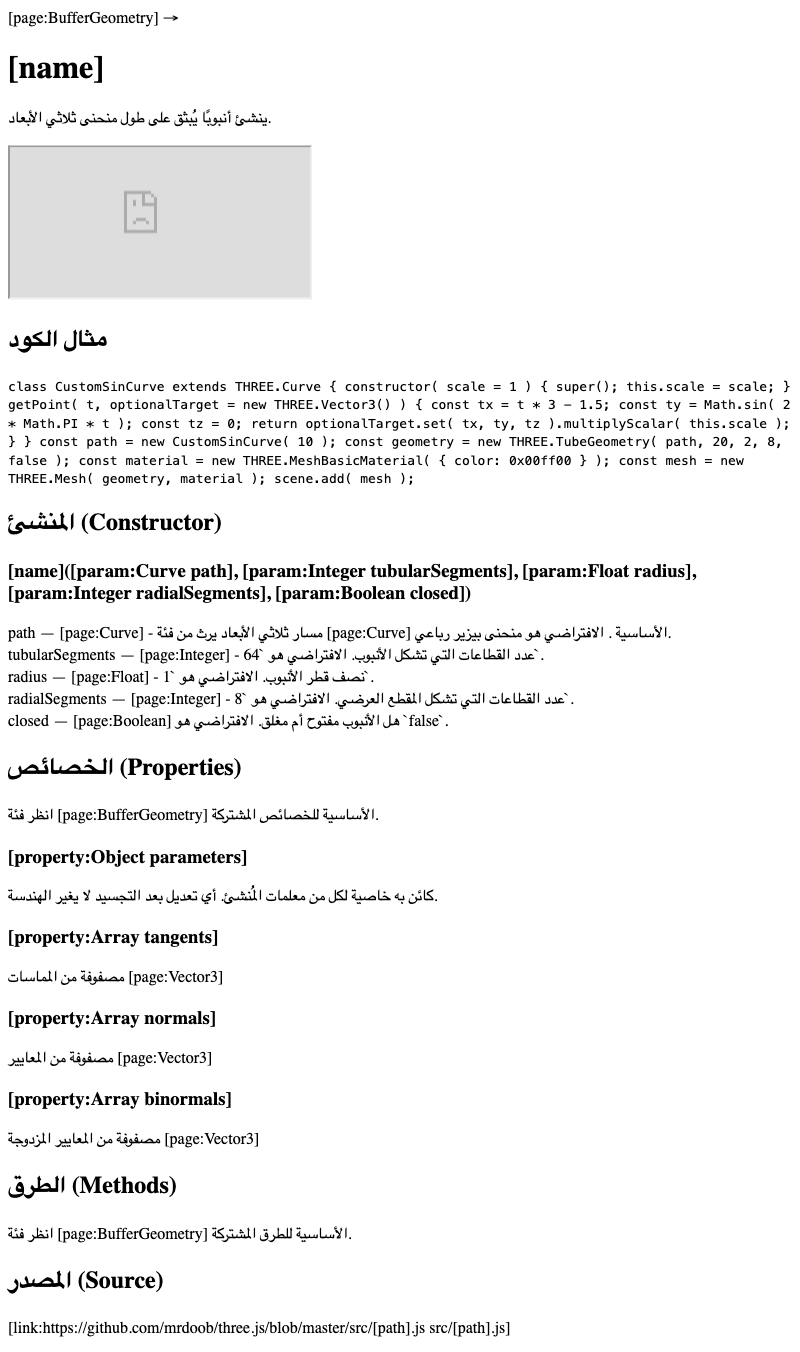 [page:BufferGeometry] →
[name]
ينشئ أنبوبًا يُبثق على طول منحنى ثلاثي الأبعاد.
مثال الكود
class CustomSinCurve extends THREE.Curve { constructor( scale = 1 ) { super(); this.scale = scale; }
getPoint( t, optionalTarget = new THREE.Vector3() ) { const tx = t * 3 - 1.5; const ty = Math.sin( 2
* Math.PI * t ); const tz = 0; return optionalTarget.set( tx, ty, tz ).multiplyScalar( this.scale );
} } const path = new CustomSinCurve( 10 ); const geometry = new THREE.TubeGeometry( path, 20, 2, 8,
false ); const material = new THREE.MeshBasicMaterial( { color: 0x00ff00 } ); const mesh = new
THREE.Mesh( geometry, material ); scene.add( mesh );
المنشئ (Constructor)
[name]([param:Curve path], [param:Integer tubularSegments], [param:Float radius],
[param:Integer radialSegments], [param:Boolean closed])
path — [page:Curve] - مسار ثلاثي الأبعاد يرث من فئة [page:Curve] الأساسية . الافتراضي هو منحنى بيزير رباعي.
tubularSegments — [page:Integer] - عدد القطاعات التي تشكل الأنبوب. الافتراضي هو `64`.
radius — [page:Float] - نصف قطر الأنبوب. الافتراضي هو `1`.
radialSegments — [page:Integer] - عدد القطاعات التي تشكل المقطع العرضي. الافتراضي هو `8`.
closed — [page:Boolean] هل الأنبوب مفتوح أم مغلق. الافتراضي هو `false`.
الخصائص (Properties)
انظر فئة [page:BufferGeometry] الأساسية للخصائص المشتركة.
[property:Object parameters]
كائن به خاصية لكل من معلمات المُنشئ. أي تعديل بعد التجسيد لا يغير الهندسة.
[property:Array tangents]
مصفوفة من المماسات [page:Vector3]
[property:Array normals]
مصفوفة من المعايير [page:Vector3]
[property:Array binormals]
مصفوفة من المعايير المزدوجة [page:Vector3]
الطرق (Methods)
انظر فئة [page:BufferGeometry] الأساسية للطرق المشتركة.
المصدر (Source)
[link:https://github.com/mrdoob/three.js/blob/master/src/[path].js src/[path].js]